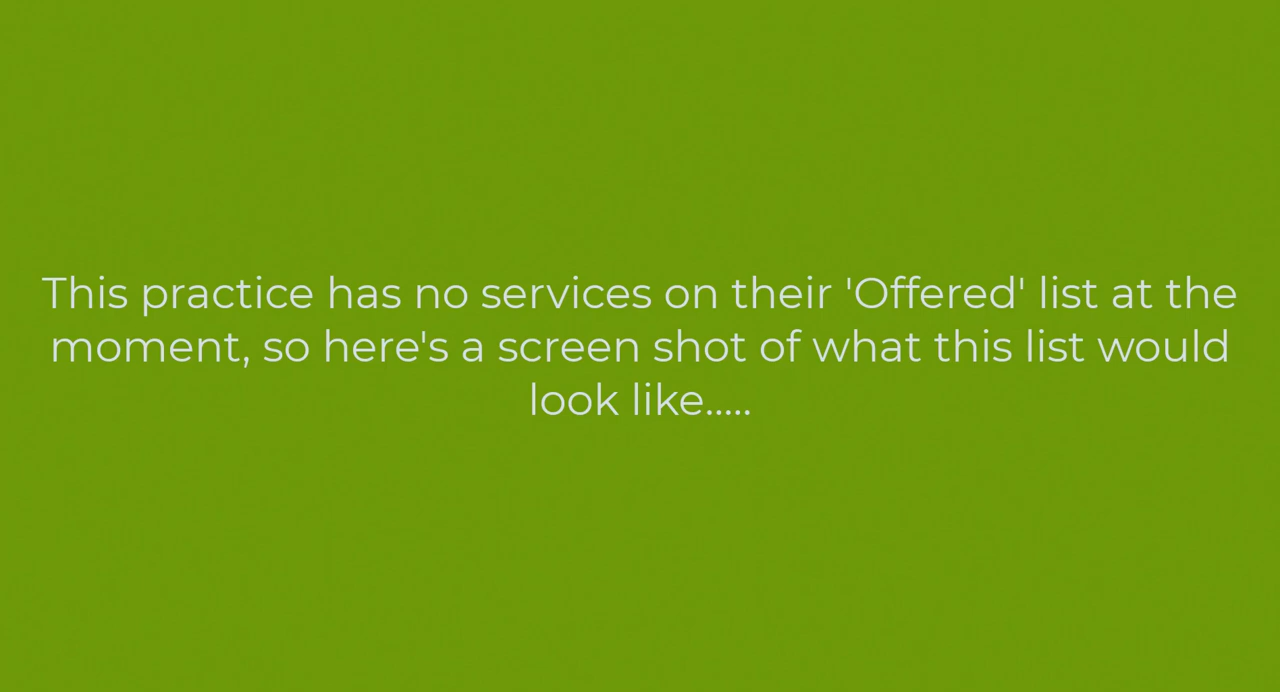 This practice has no services on their 'Offered' list at the
moment, so here's a screen shot of what this list would
look like.....